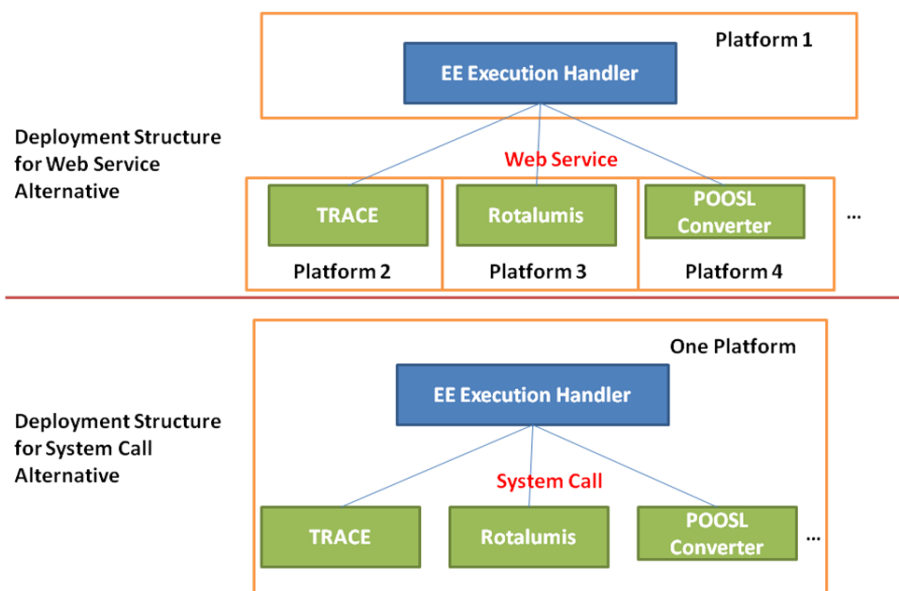 Platform 1
EE Execution Handler
Deployment Structure
for Web Service
Alternative
Web Service
TRACE
Rotalumis
POOSL
Converter
...
Platform 2
Platform 3
Platform 4
One Platform
EE Execution Handler
Deployment Structure
for System Call
Alternative
System Call
TRACE
Rotalumis
POOSL
Converter
...